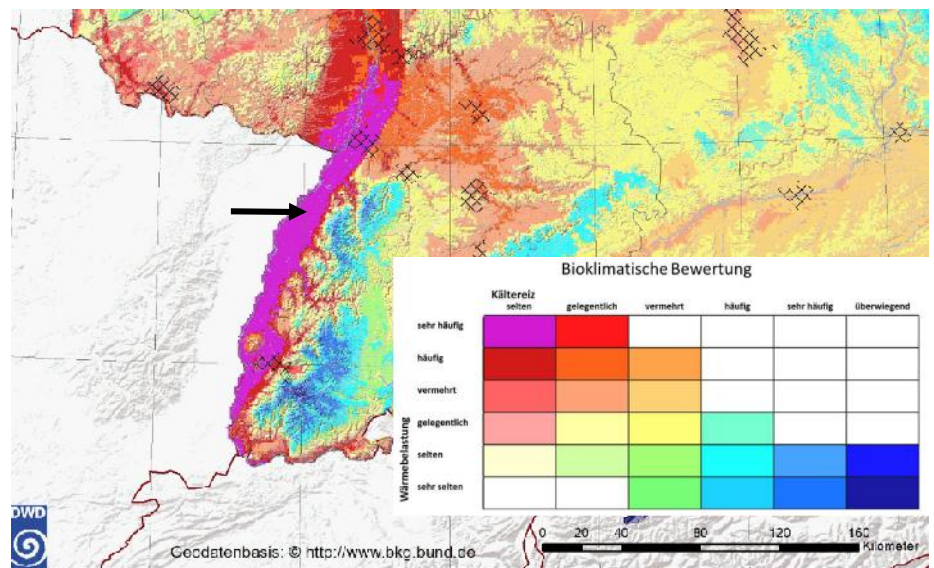 Bioklimatische Bewertung
Kältereiz
selten gelegentlich vermehrt häufig sehr häufig überwiegend
sehr häufig
häufig
vermehrt
gelegentlich
selten
sehr selten
Wärmebelastung
DWD
Geodatenbasis: © http://www.bkg.bund.de
0 20 40 80 120 160
Kilometer